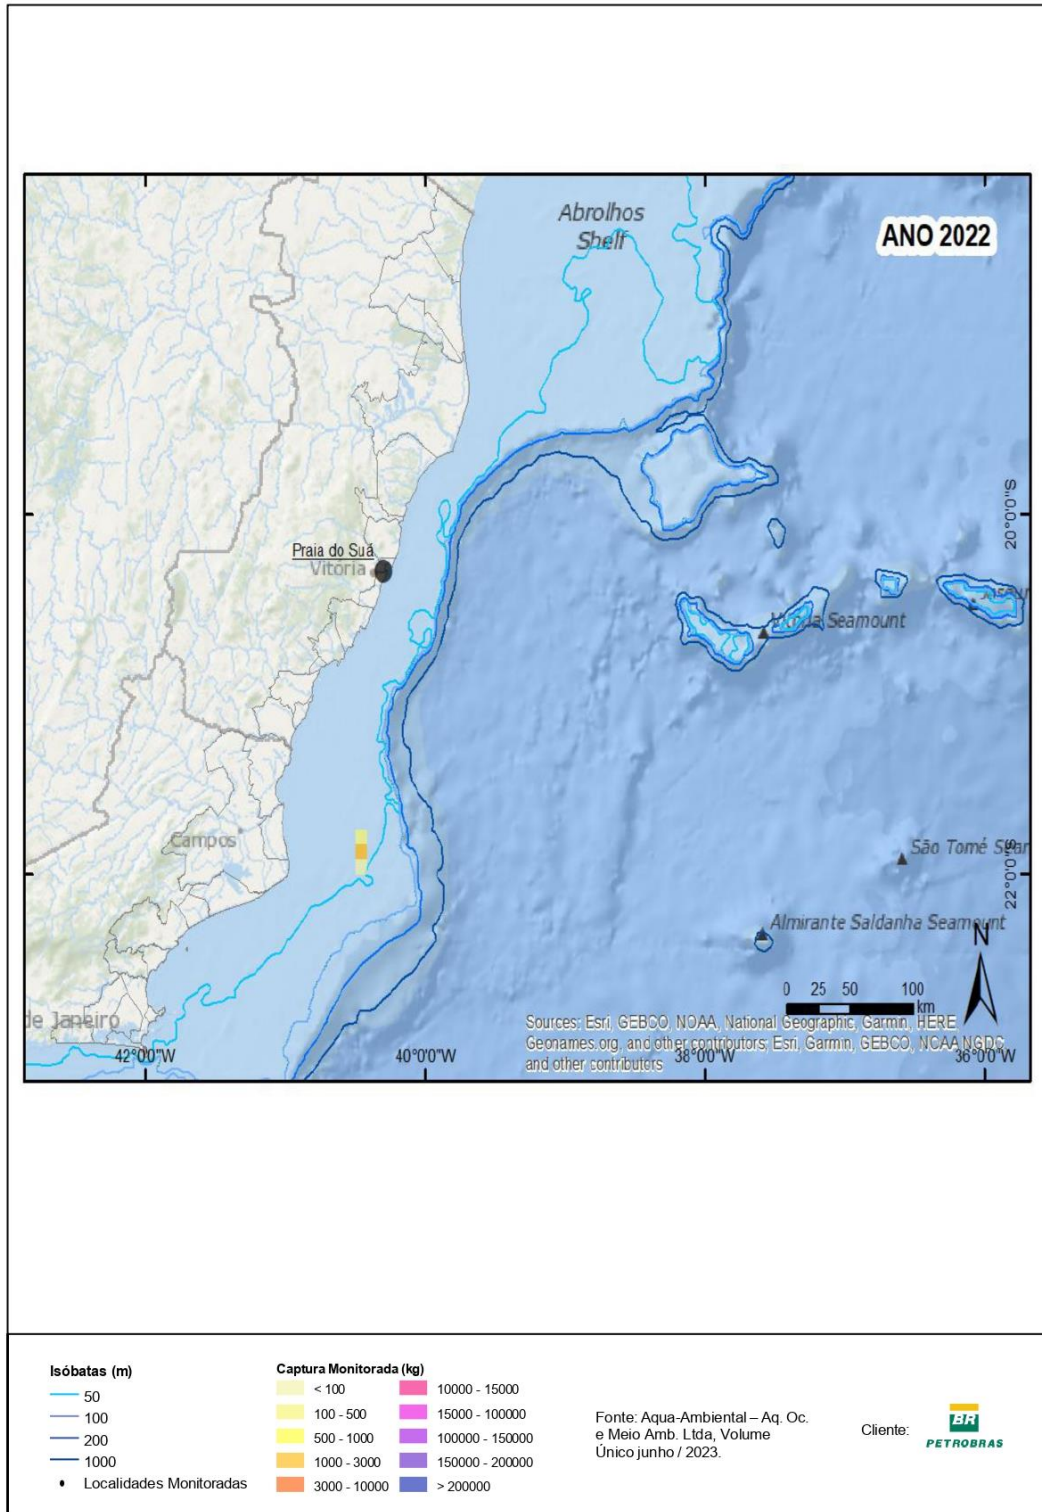 Abrolhos
Shelf
ANO 2022
20°0'0"S
Praia do Suá
Vitória
Seamount
Campos
São Tomé
22°0'0"S
Almirante Saldanha Seamount
N
0 25 50 100
km
de Janeiro
Sources: Esri, GEBCO, NOAA, National Geographic, Garmin, HERE,
Geonames.org, and other contributors; Esri, Garmin, GEBCO, NOAA NGDC,
and other contributors
42°0'0"W
40°0'0"W
38°0'0"W
36°0'0"W
Isóbatas (m)
50
100
200
1000
Localidades Monitoradas
Captura Monitorada (kg)
< 100
100 - 500
500 - 1000
1000 - 3000
3000 - 10000
10000 - 15000
15000 - 100000
100000 - 150000
150000 - 200000
> 200000
Fonte: Aqua-Ambiental – Aq. Oc.
e Meio Amb. Ltda, Volume
Único junho / 2023.
Cliente:
BR
PETROBRAS